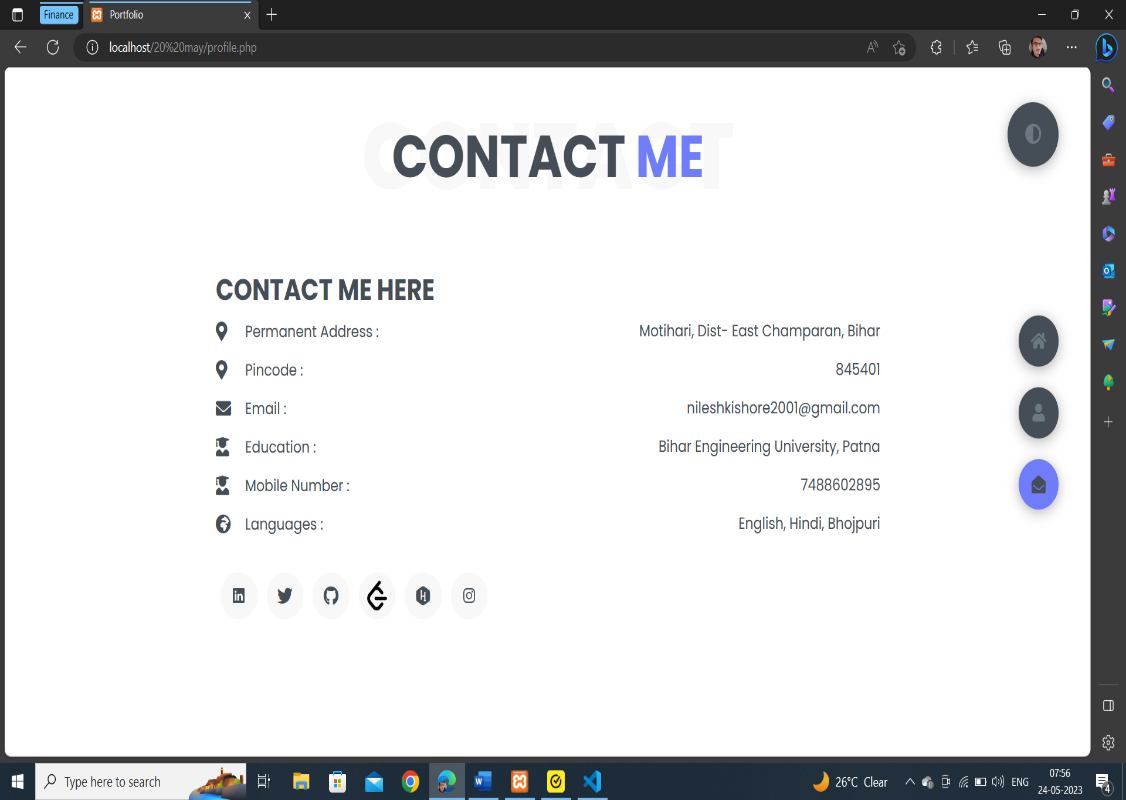 Finance Portfolio
localhost/20%20may/profile.php
CONTACT
CONTACT ME
CONTACT ME HERE
Permanent Address : Motihari, Dist- East Champaran, Bihar
Pincode : 845401
Email : nileshkishore2001@gmail.com
Education : Bihar Engineering University, Patna
Mobile Number : 7488602895
Languages : English, Hindi, Bhojpuri
Type here to search 26°C Clear ENG 07:56
24-05-2023 4